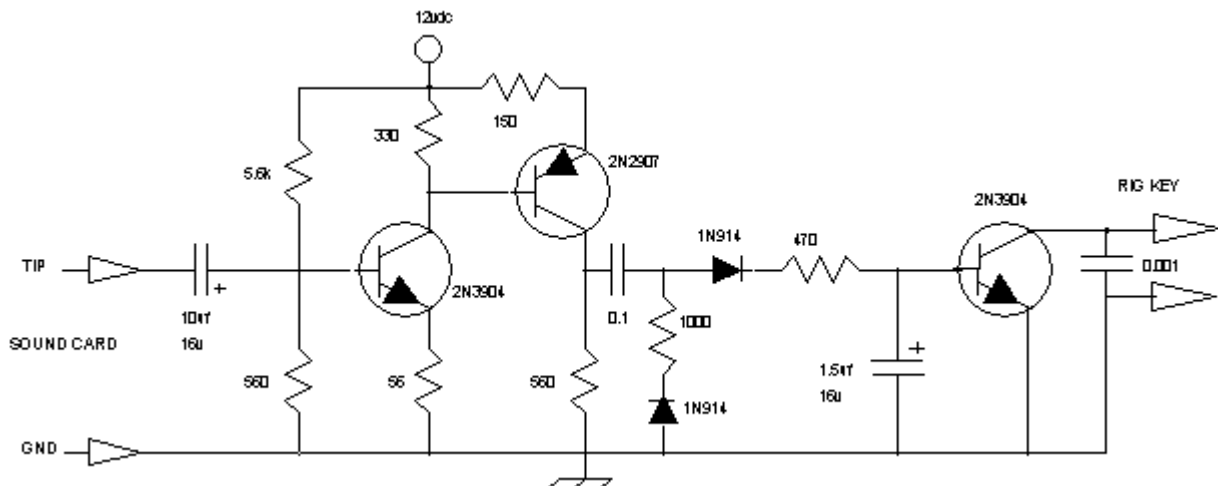 12vdc
150
330
2N2907
5.6k
RIG KEY
2N3904
1N914
470
TIP
2N3904
0.001
10uf
16v
0.1
1000
SOUND CARD
560
56
560
1N914
1.5uf
16v
GND